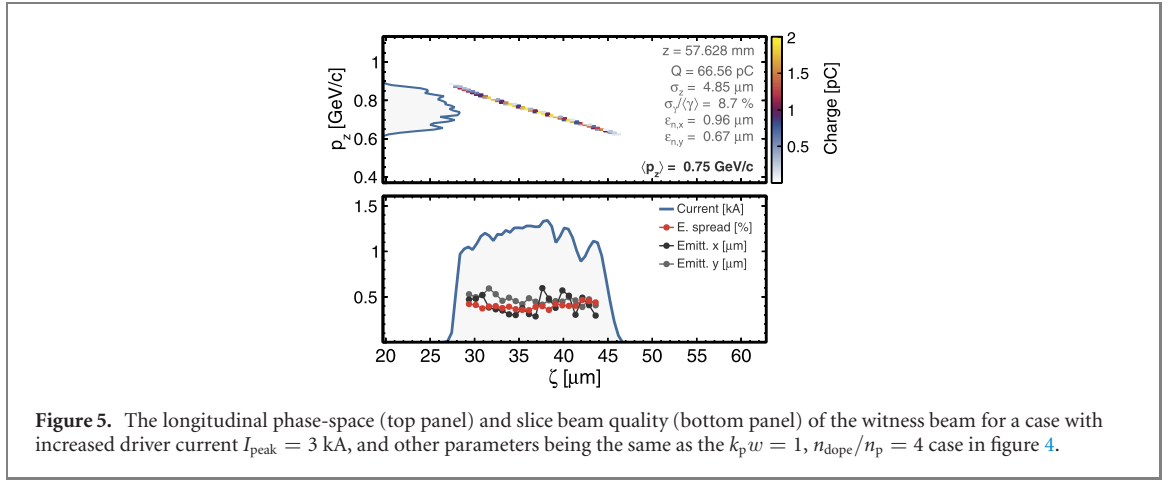 z = 57.628 mm
Q = 66.56 pC
σz = 4.85 μm
σγ/⟨γ⟩ = 8.7 %
εn,x = 0.96 μm
εn,y = 0.67 μm
⟨pz⟩ = 0.75 GeV/c
pz [GeV/c]
1
0.8
0.6
0.4
2
1.5
1
0.5
Charge [pC]
1.5
1
0.5
Current [kA]
E. spread [%]
Emitt. x [μm]
Emitt. y [μm]
20 25 30 35 40 45 50 55 60
ζ [μm]
Figure 5. The longitudinal phase-space (top panel) and slice beam quality (bottom panel) of the witness beam for a case with
increased driver current Ipeak = 3 kA, and other parameters being the same as the kpw = 1, ndope/np = 4 case in figure 4.